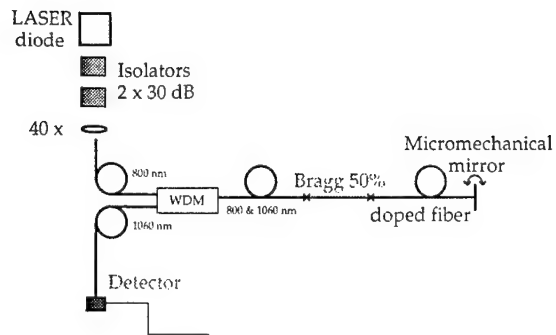 LASER
diode
Isolators
2 x 30 dB
40 x
800 nm
WDM
1060 nm
800 & 1060 nm
Bragg 50%
doped fiber
Micromechanical
mirror
Detector